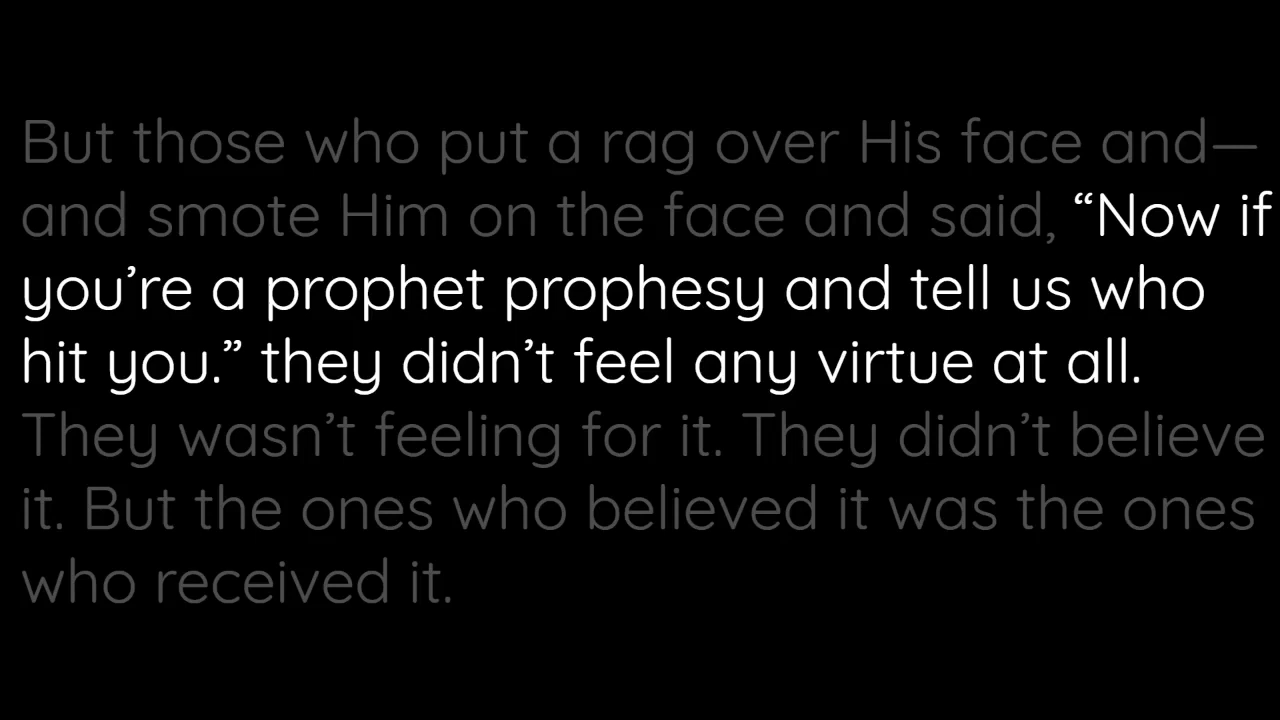 But those who put a rag over His face and—
and smote Him on the face and said, “Now if
you’re a prophet prophesy and tell us who
hit you.” they didn’t feel any virtue at all.
They wasn’t feeling for it. They didn’t believe
it. But the ones who believed it was the ones
who received it.